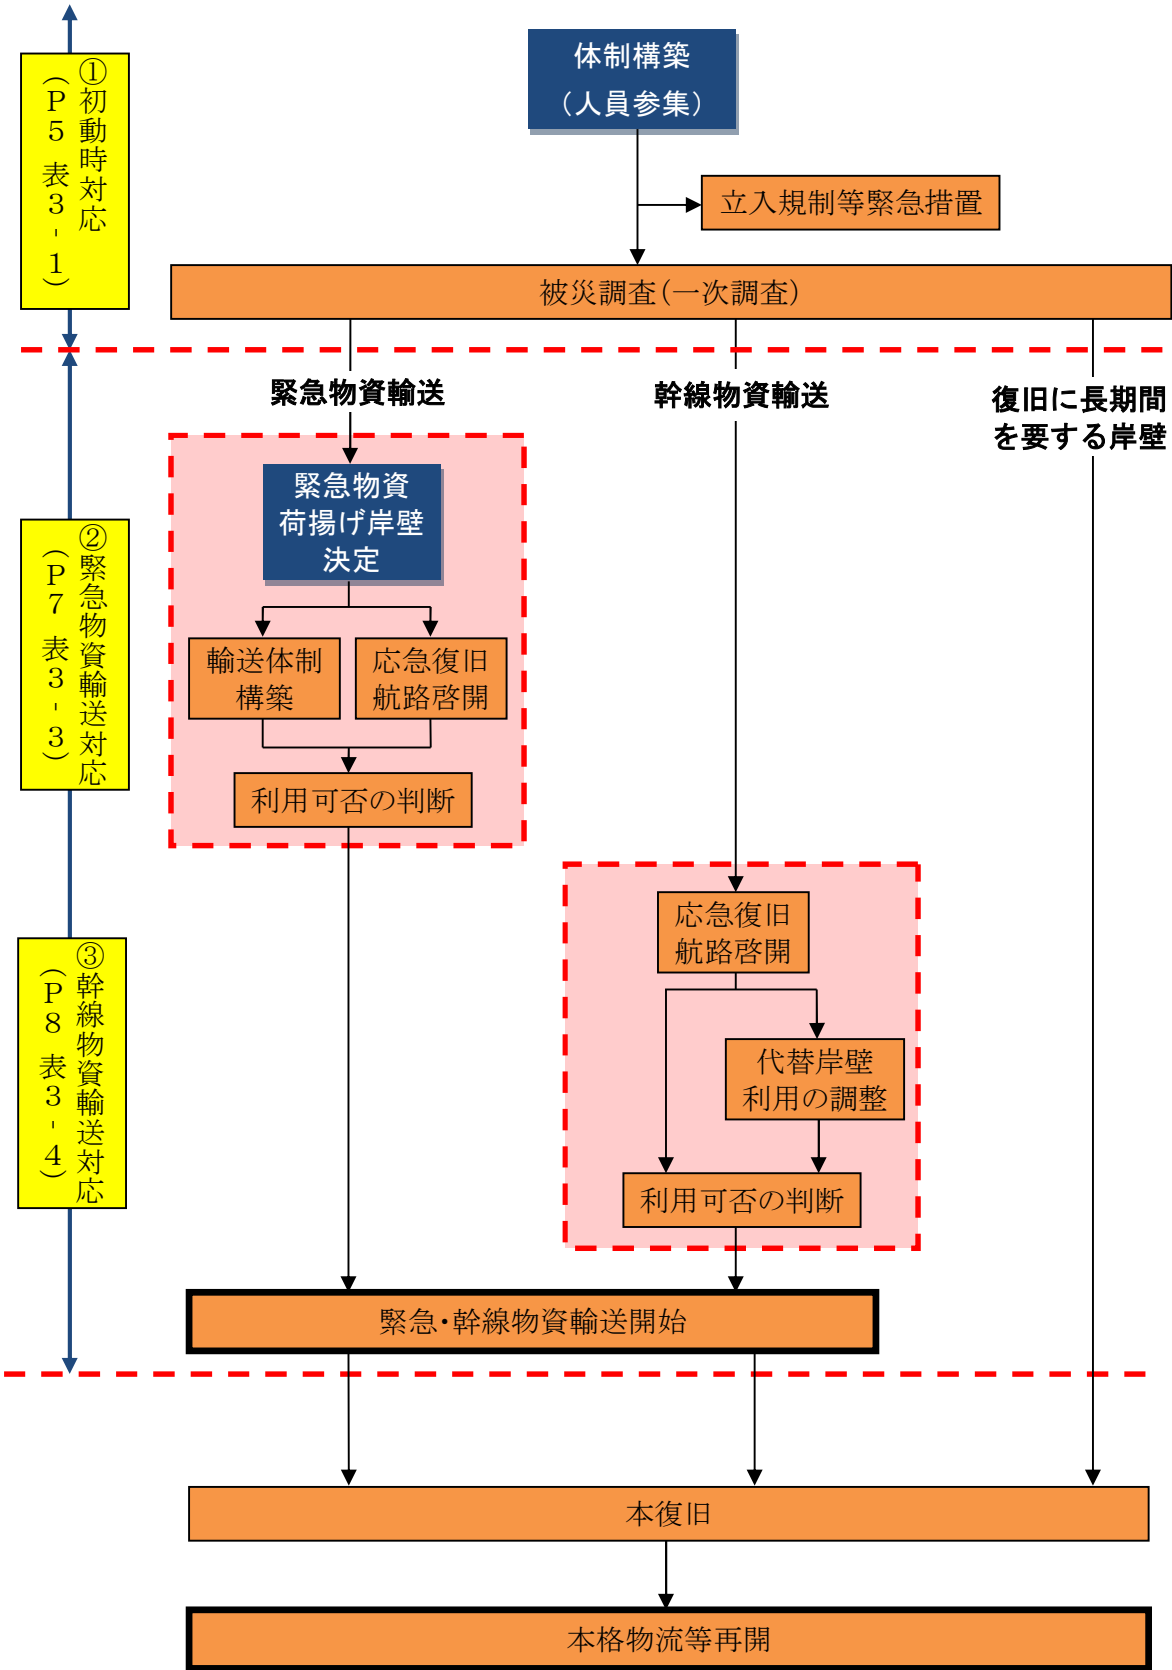 体制構築
（人員参集）
①初動時対応
（Ｐ５ 表３-１）
立入規制等緊急措置
被災調査（一次調査）
緊急物資輸送
幹線物資輸送
復旧に長期間
を要する岸壁
②緊急物資輸送対応
（Ｐ７ 表３-３）
緊急物資
荷揚げ岸壁
決定
輸送体制
構築
応急復旧
航路啓開
利用可否の判断
③幹線物資輸送対応
（Ｐ８ 表３-４）
応急復旧
航路啓開
代替岸壁
利用の調整
利用可否の判断
緊急・幹線物資輸送開始
本復旧
本格物流等再開